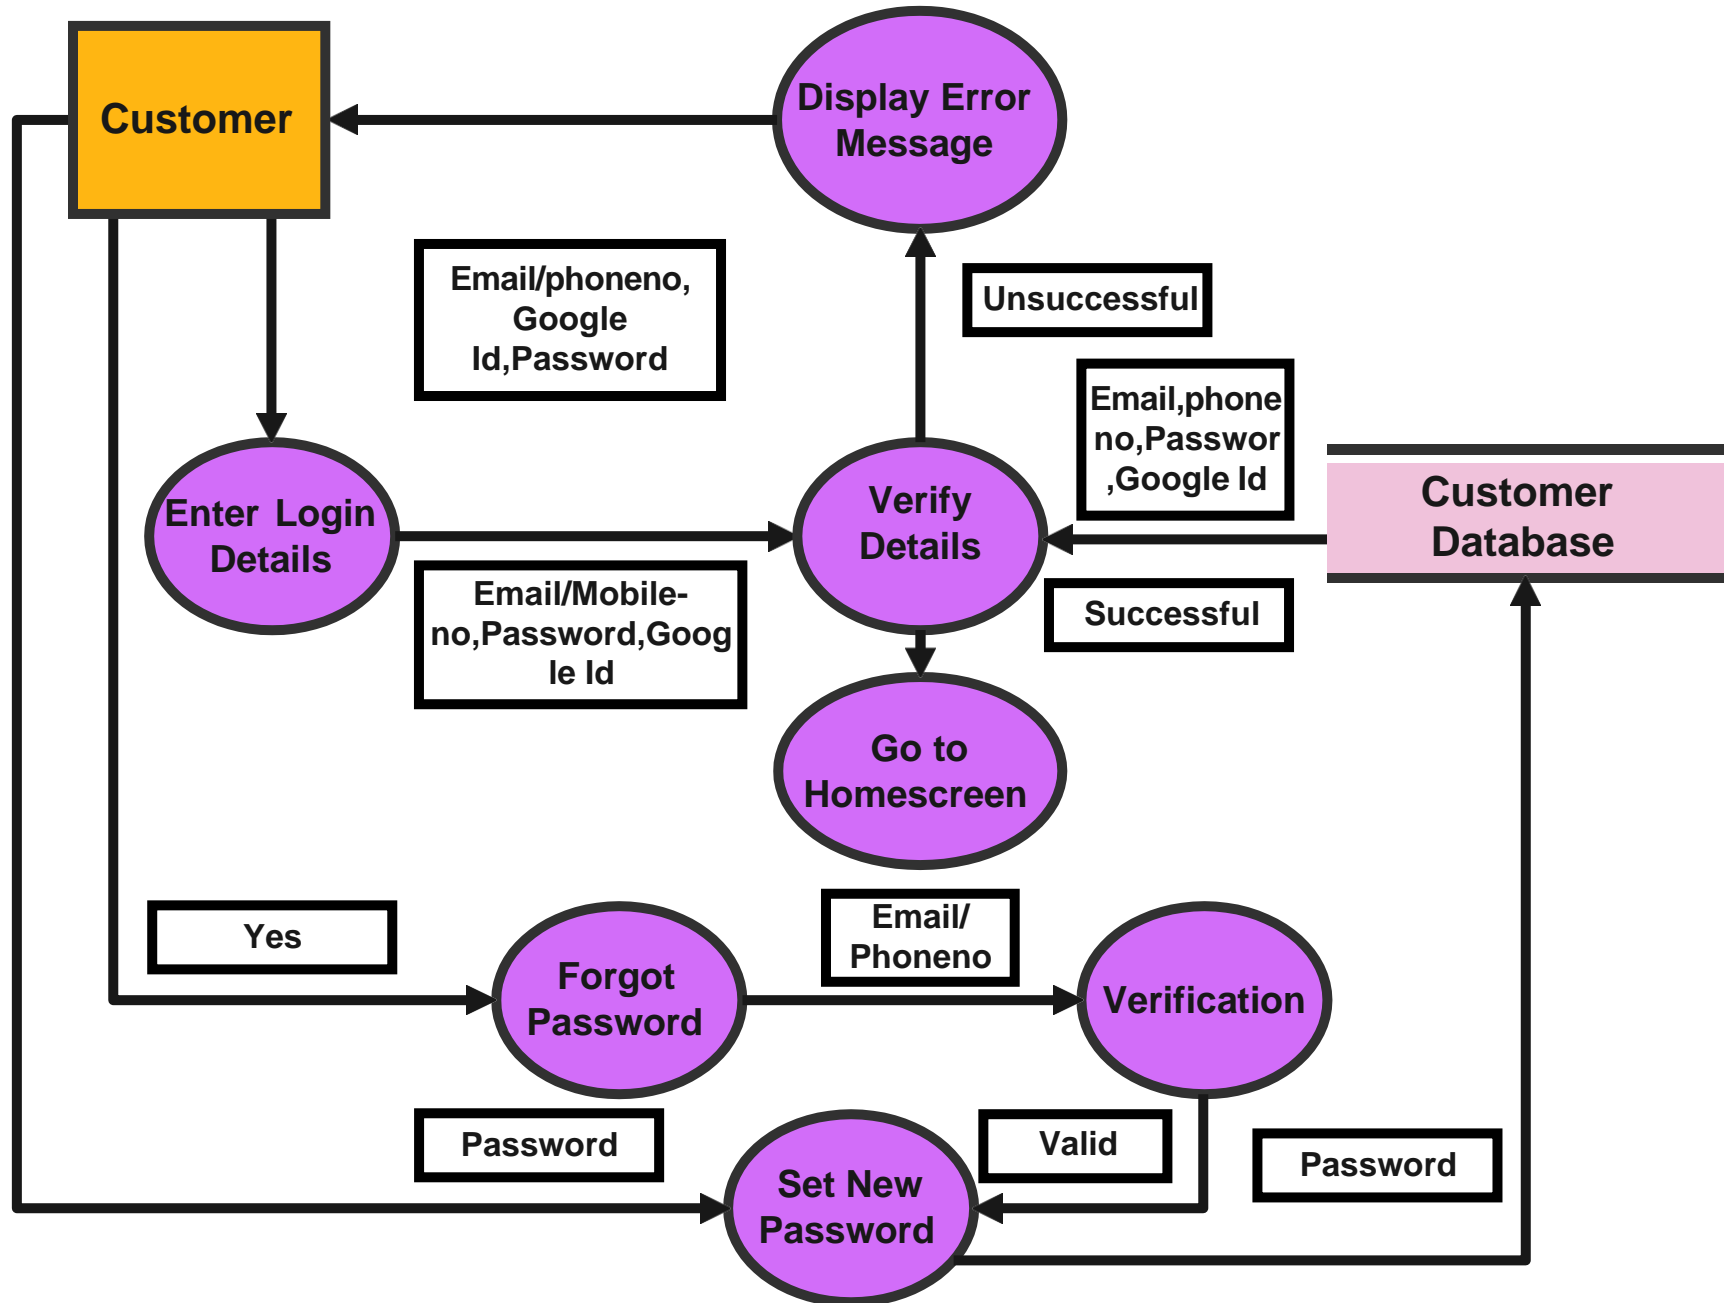 Customer
Display Error
Message
Email/phoneno,
Google
Id,Password
Unsuccessful
Email,phone
no,Passwor
,Google Id
Enter Login
Details
Verify
Details
Customer
Database
Email/Mobile-
no,Password,Goog
le Id
Successful
Go to
Homescreen
Yes
Email/
Phoneno
Forgot
Password
Verification
Password
Valid
Password
Set New
Password